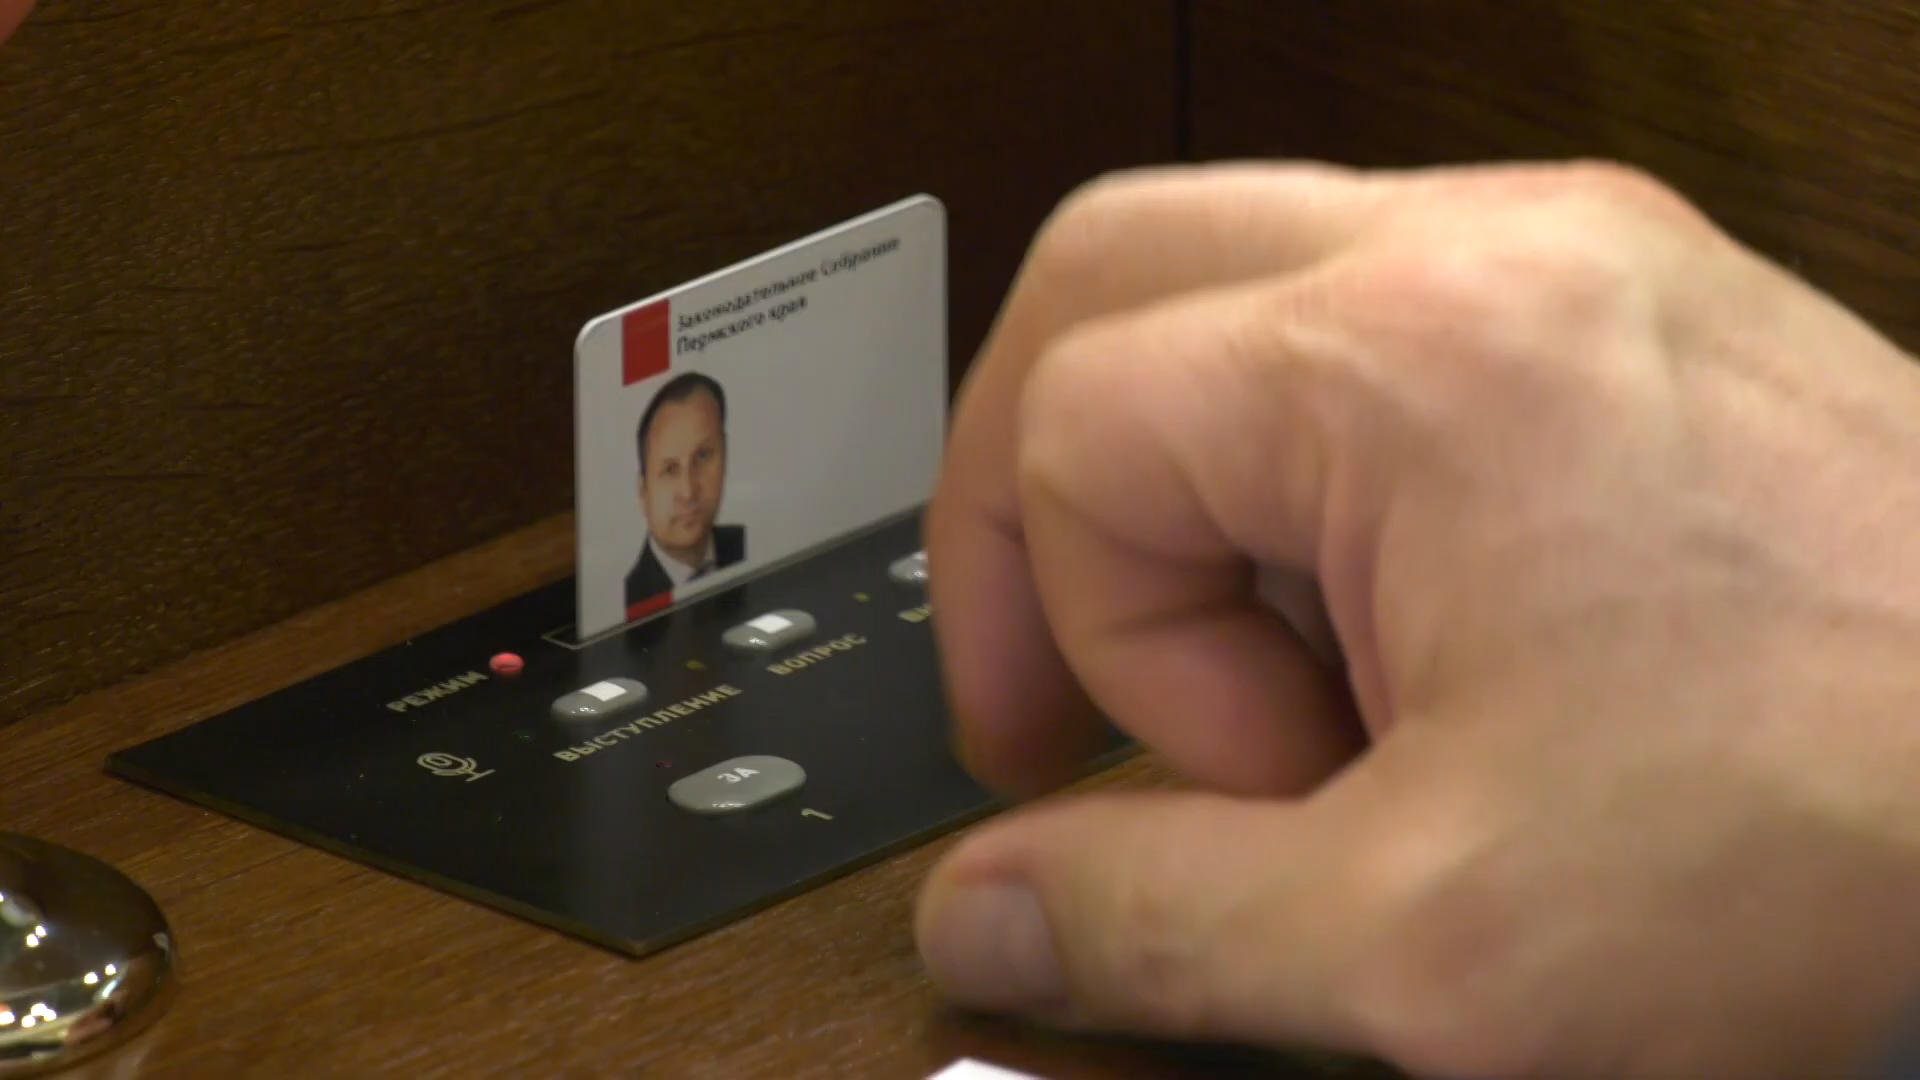 Законодательное Собрание
Пермского края
РЕЖИМ
ВЫСТУПЛЕНИЕ
ВОПРОС
ЗА
1